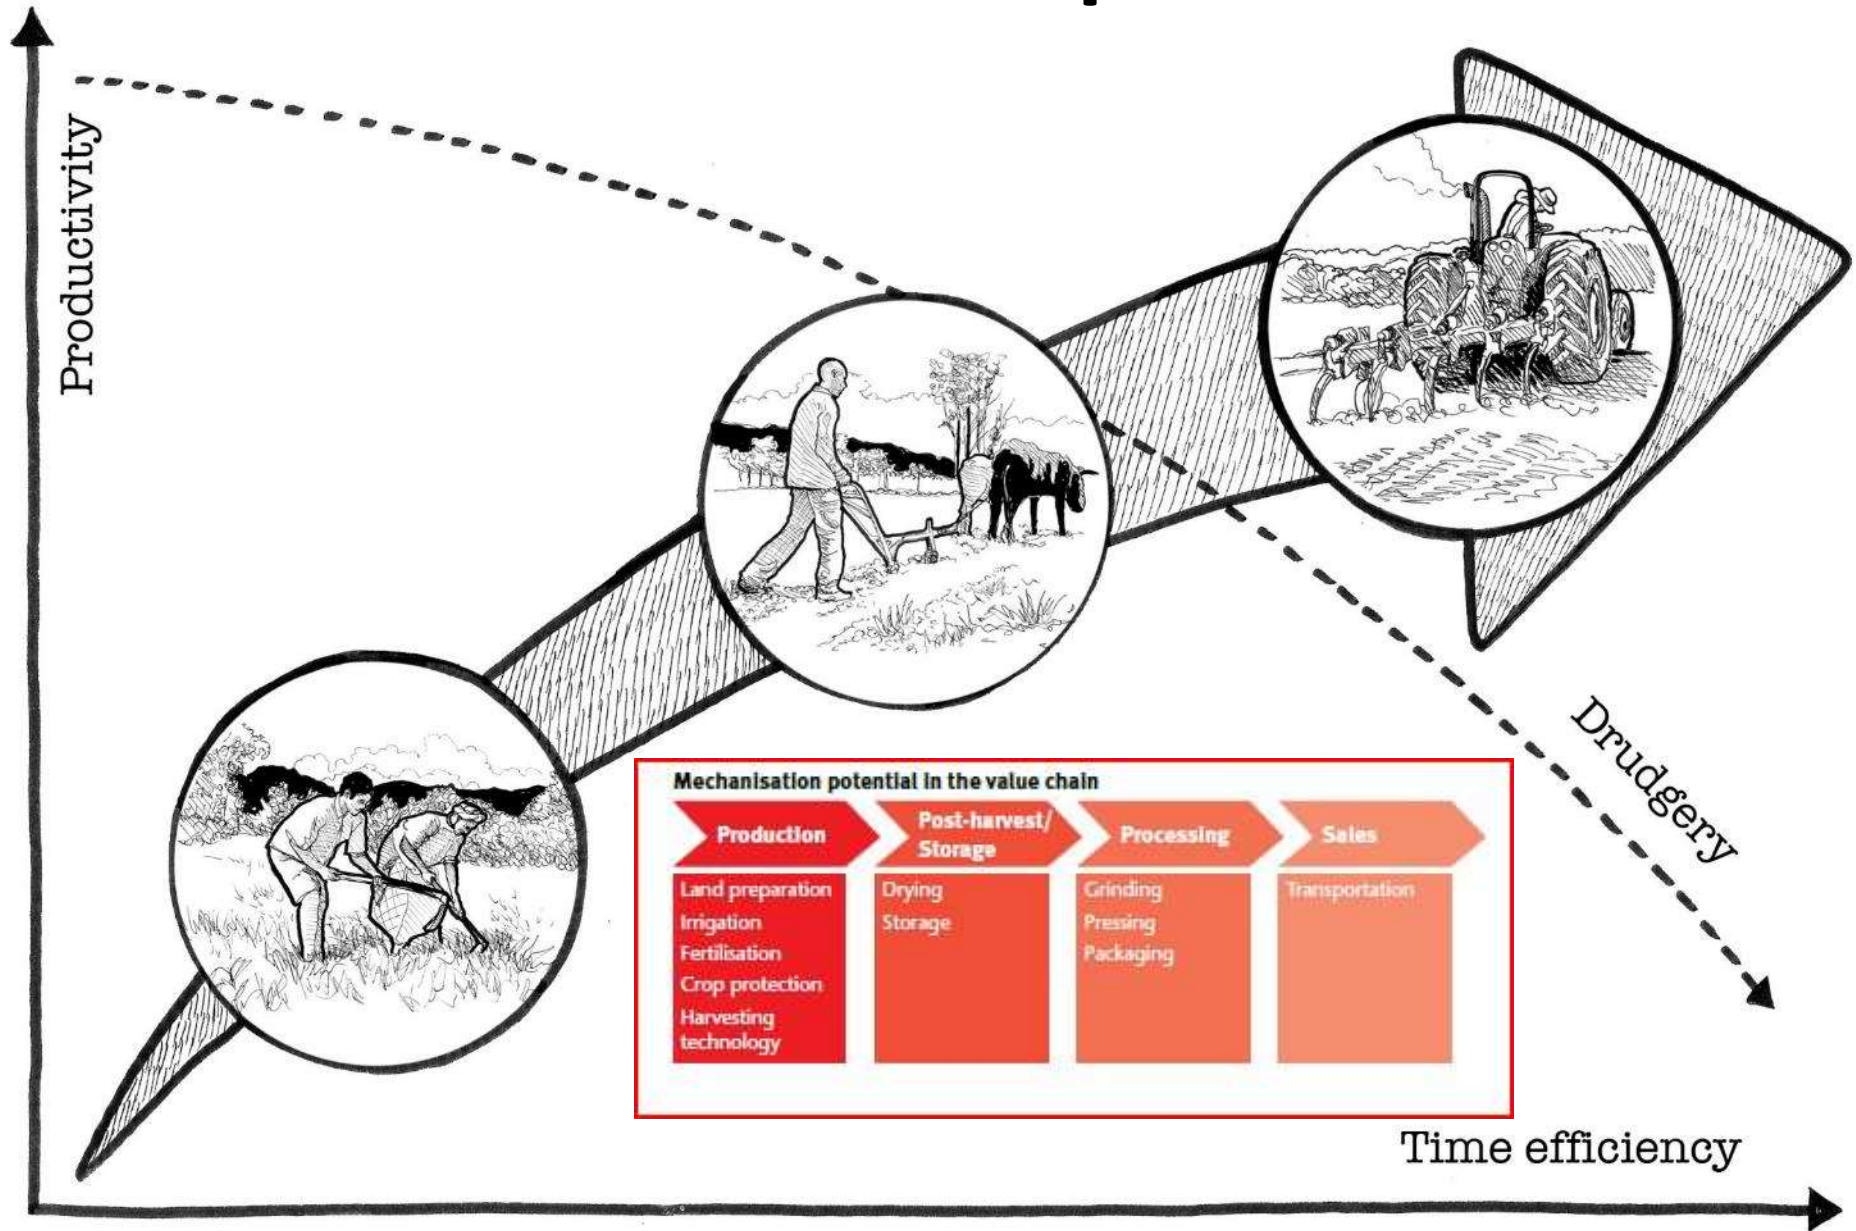 Productivity
Mechanisation potential in the value chain
Production
Post-harvest/
Storage
Processing
Sales
Land preparation
Irrigation
Fertilisation
Crop protection
Harvesting
technology
Drying
Storage
Grinding
Pressing
Packaging
Transportation
Drudgery
Time efficiency